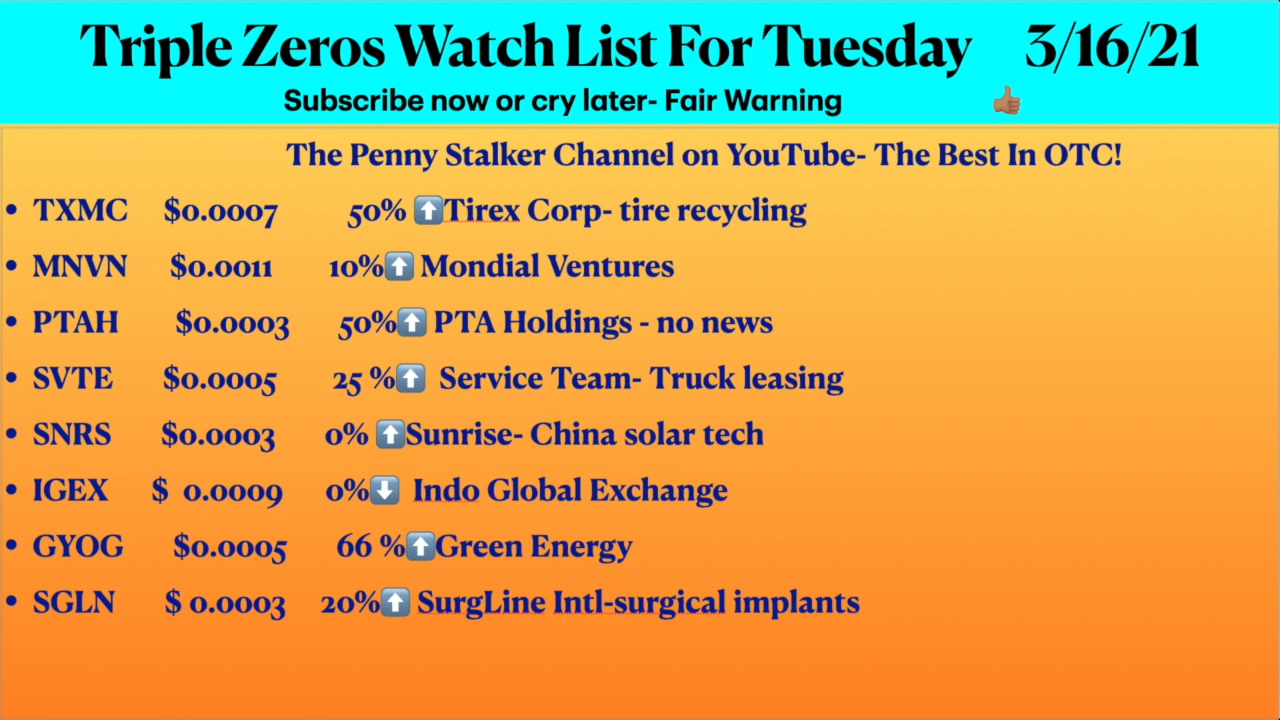 Triple Zeros Watch List For Tuesday 3/16/21
Subscribe now or cry later- Fair Warning 👍🏽
The Penny Stalker Channel on YouTube- The Best In OTC!
• TXMC $0.0007 50% ⬆️Tirex Corp- tire recycling
• MNVN $0.0011 10%⬆️ Mondial Ventures
• PTAH $0.0003 50%⬆️ PTA Holdings - no news
• SVTE $0.0005 25 %⬆️ Service Team- Truck leasing
• SNRS $0.0003 0% ⬆️Sunrise- China solar tech
• IGEX $ 0.0009 0%⬇️ Indo Global Exchange
• GYOG $0.0005 66 %⬆️Green Energy
• SGLN $ 0.0003 20%⬆️ SurgLine Intl-surgical implants